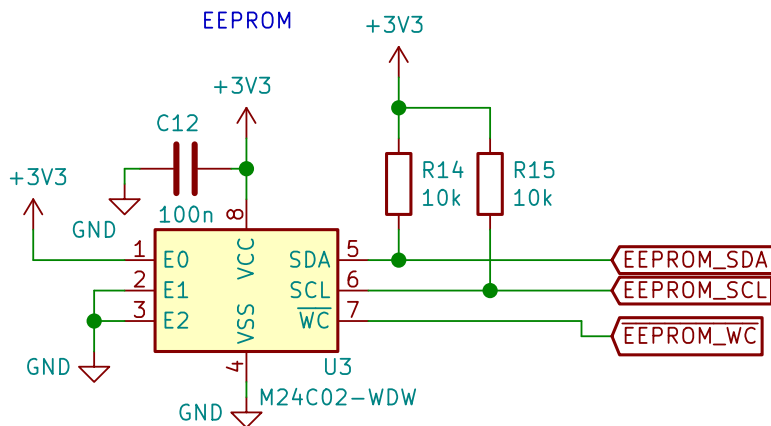 EEPROM
+3V3
+3V3
C12
+3V3
R14
10k
R15
10k
GND
100n
8
1
E0
VCC
SDA
5
EEPROM_SDA
2
E1
SCL
6
EEPROM_SCL
3
E2
VSS
WC
7
EEPROM_WC
GND
4
U3
M24C02-WDW
GND